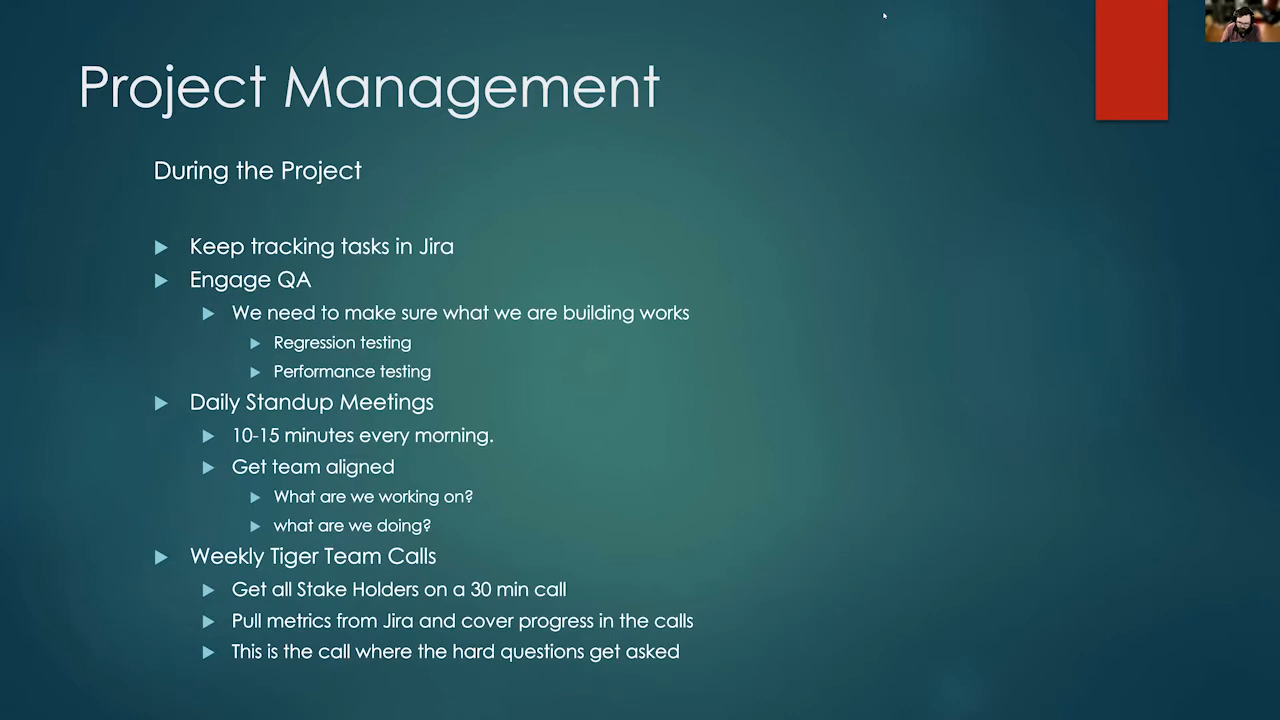 Project Management
During the Project
Keep tracking tasks in Jira
Engage QA
We need to make sure what we are building works
Regression testing
Performance testing
Daily Standup Meetings
10-15 minutes every morning.
Get team aligned
What are we working on?
what are we doing?
Weekly Tiger Team Calls
Get all Stake Holders on a 30 min call
Pull metrics from Jira and cover progress in the calls
This is the call where the hard questions get asked